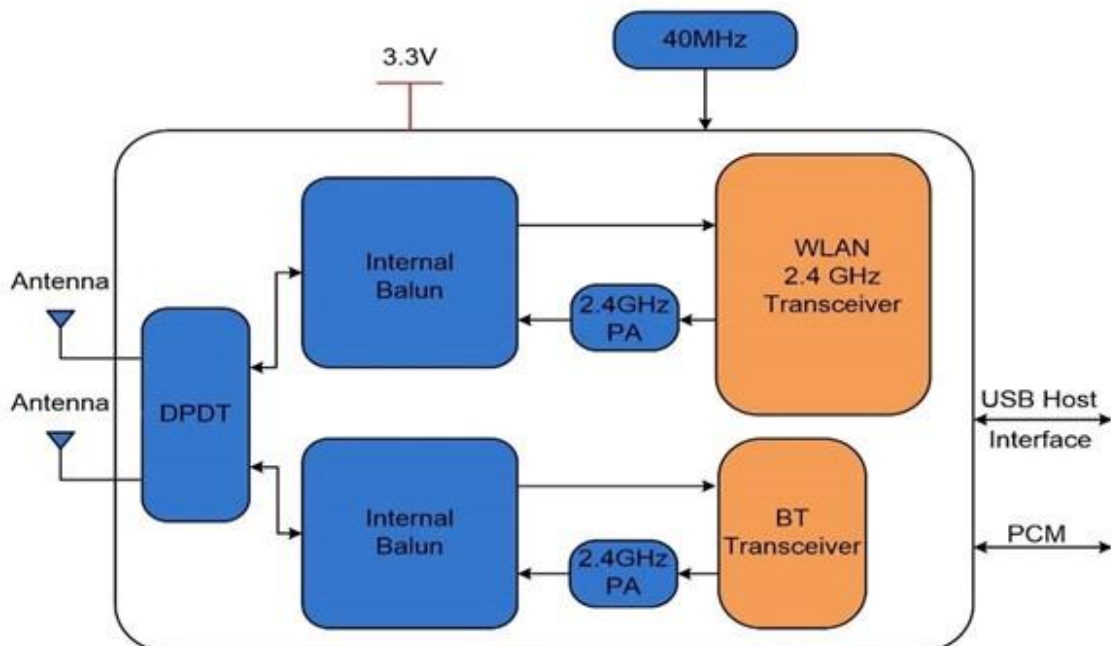 40MHz
3.3V
Internal
Balun
WLAN
2.4 GHz
Transceiver
2.4GHz
PA
Antenna
Antenna
DPDT
USB Host
Interface
Internal
Balun
BT
Transceiver
2.4GHz
PA
PCM